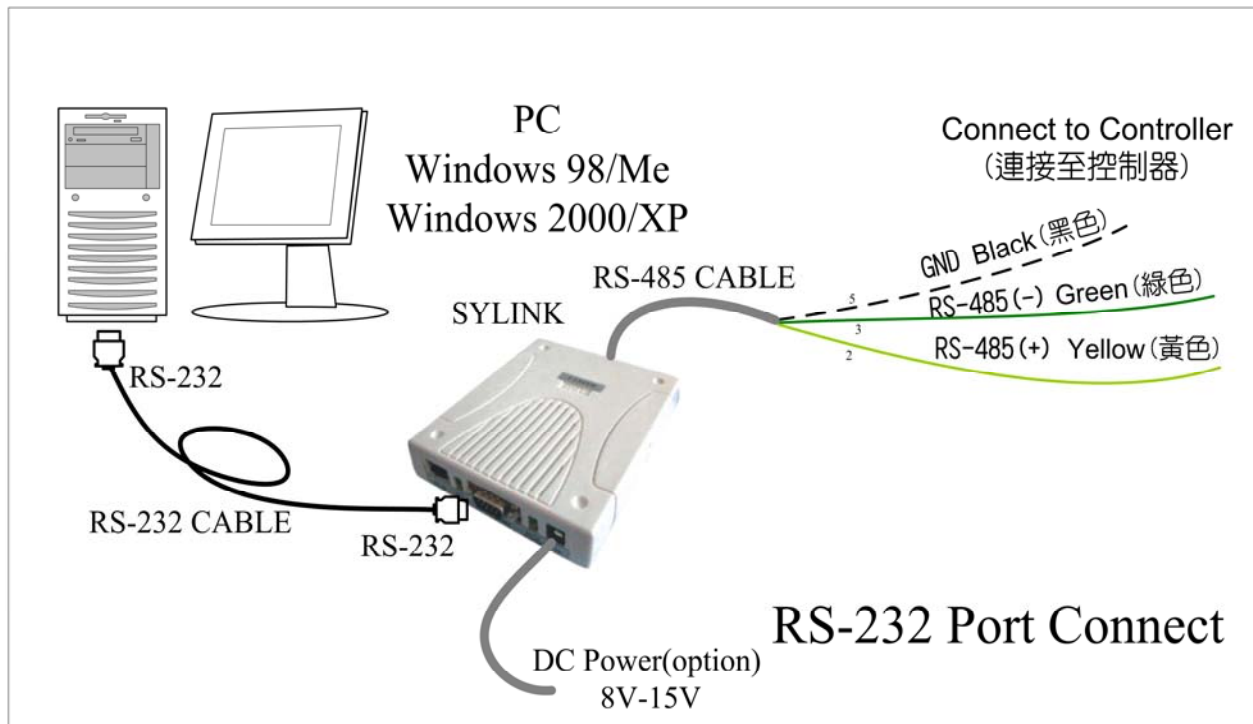 PC
Windows 98/Me
Windows 2000/XP
Connect to Controller
(連接至控制器)
GND Black(黑色)
5
RS-485(-) Green(綠色)
3
RS-485(+) Yellow(黃色)
2
RS-485 CABLE
SYLINK
RS-232
RS-232 CABLE
RS-232
DC Power(option)
8V-15V
RS-232 Port Connect